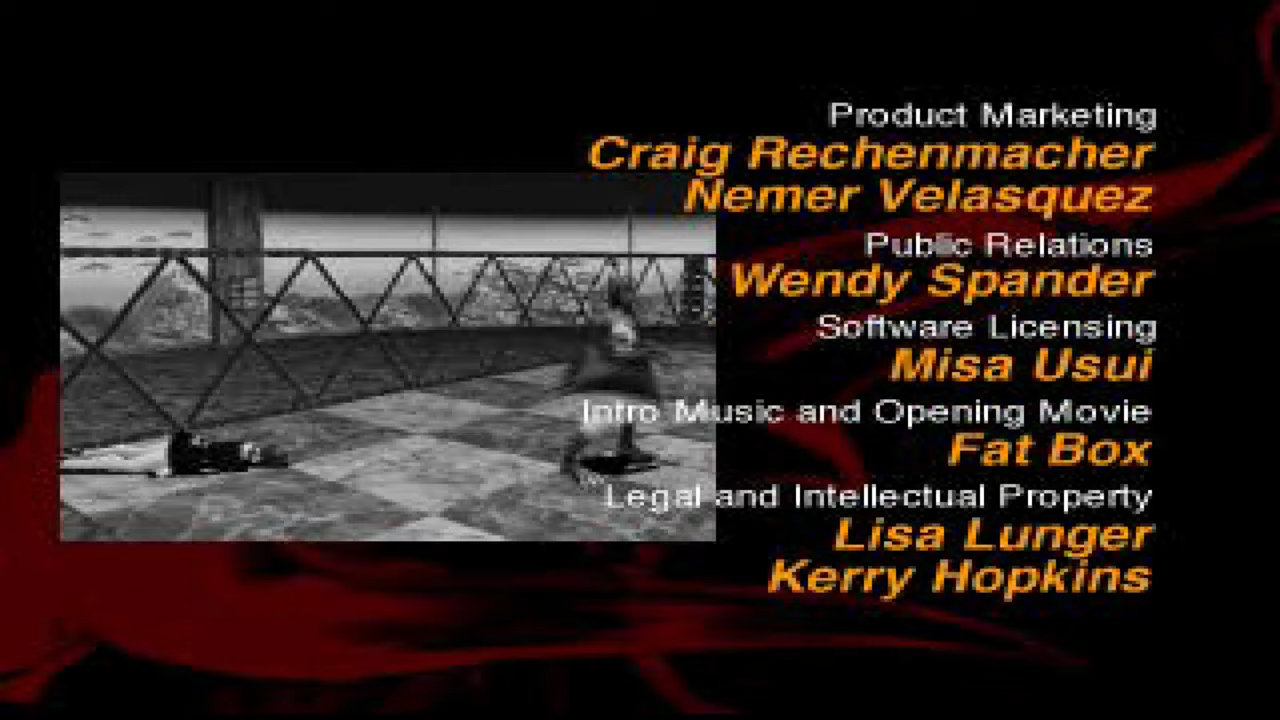 Product Marketing
Craig Rechenmacher
Nemer Velasquez
Public Relations
Wendy Spander
Software Licensing
Misa Usui
Intro Music and Opening Movie
Fat Box
Legal and Intellectual Property
Lisa Lunger
Kerry Hopkins